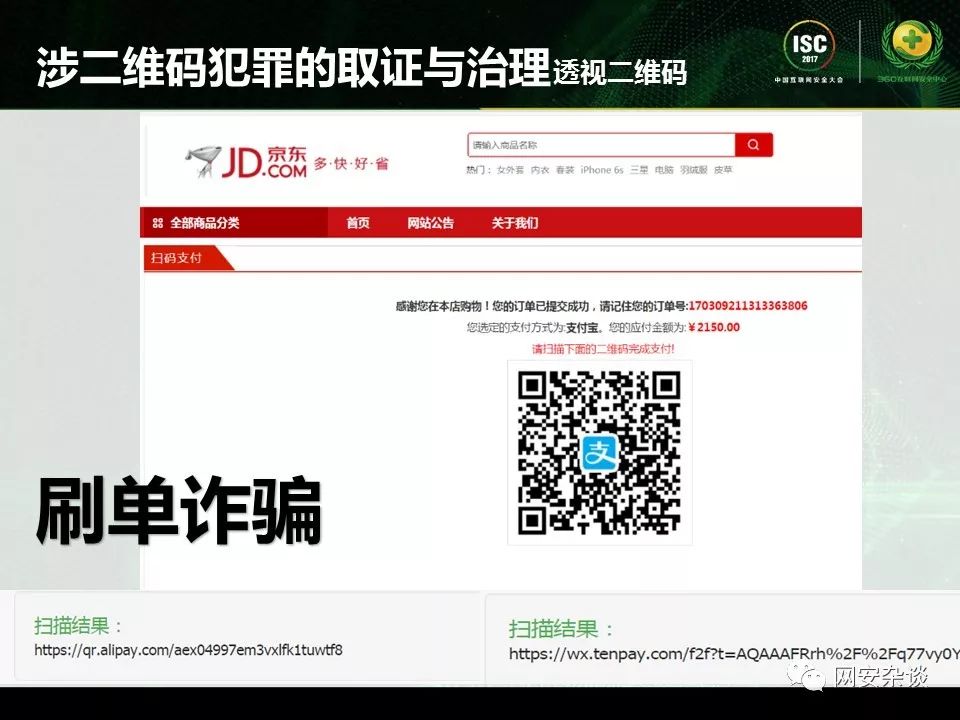 涉二维码犯罪的取证与治理透视二维码
ISC
2017
中国互联网安全大会
360互联网安全中心
JD.COM 京东 多·快·好·省
请输入商品名称
热门： 女外套 内衣 春装 iPhone 6s 三星 电脑 羽绒服 皮草
全部商品分类 首页 网站公告 关于我们
扫码支付
感谢您在本店购物！您的订单已提交成功，请记住您的订单号:170309211313363806
您选定的支付方式为:支付宝。您的应付金额为:￥2150.00
请扫描下面的二维码完成支付!
支
刷单诈骗
扫描结果：
https://qr.alipay.com/aex04997em3vxlfk1tuwtf8
扫描结果：
https://wx.tenpay.com/f2f?t=AQAAAFRrh%2F%2Fq77vy0Y
网安杂谈